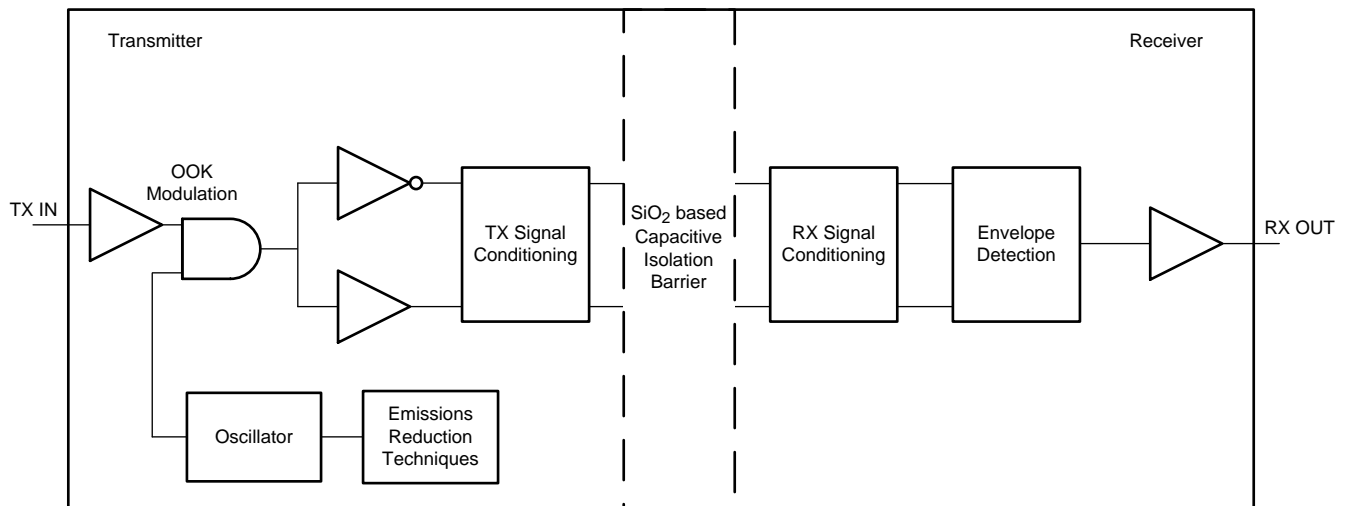 Transmitter
Receiver
OOK
Modulation
TX IN
TX Signal
Conditioning
SiO2 based
Capacitive
Isolation
Barrier
RX Signal
Conditioning
Envelope
Detection
RX OUT
Oscillator
Emissions
Reduction
Techniques